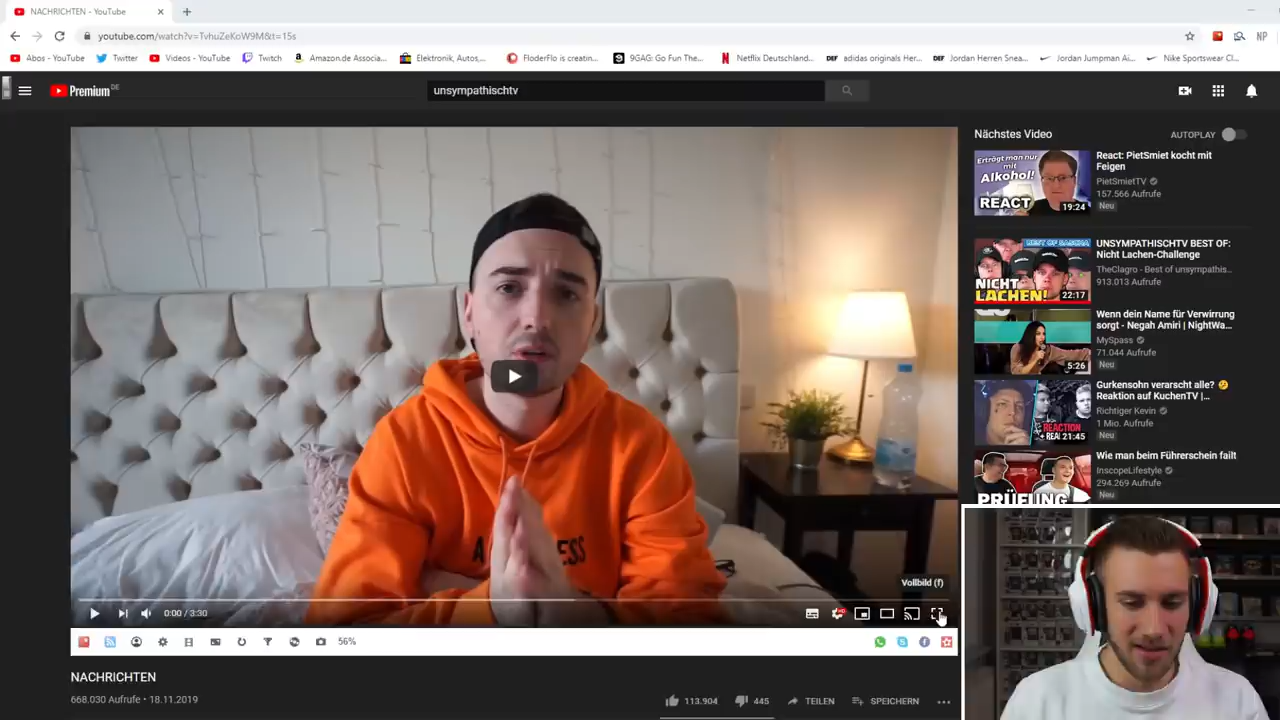 NACHRICHTEN - YouTube
youtube.com/watch?v=TvhuZeKoW9M&t=15s
NP
Abos - YouTube
Twitter
Videos - YouTube
Twitch
Amazon.de Associa...
Elektronik, Autos,...
FloderFlo is creatin...
9GAG: Go Fun The...
Netflix Deutschland...
adidas originals Her...
Jordan Herren Snea...
Jordan Jumpman Ai...
Nike Sportswear Cl...
Premium DE
unsympathischtv
Nächstes Video
AUTOPLAY
Erträgt man nur
mit
Alkohol!
REACT
19:24
React: PietSmiet kocht mit
Feigen
PietSmietTV
157.566 Aufrufe
Neu
BEST OF SASCHA
NICHT
LACHEN!
22:17
UNSYMPATHISCHTV BEST OF:
Nicht Lachen-Challenge
TheClagro - Best of unsympathis...
913.013 Aufrufe
5:26
Wenn dein Name für Verwirrung
sorgt - Negah Amiri | NightWa...
MySpass
71.044 Aufrufe
Neu
REACTION
21:45
Gurkensohn verarscht alle? 🤔
Reaktion auf KuchenTV |...
Richtiger Kevin
1 Mio. Aufrufe
Neu
PRÜFUNG
Wie man beim Führerschein failt
InscopeLifestyle
294.269 Aufrufe
Neu
Vollbild (f)
0:00 / 3:30
56%
NACHRICHTEN
668.030 Aufrufe • 18.11.2019
113.904
445
TEILEN
SPEICHERN